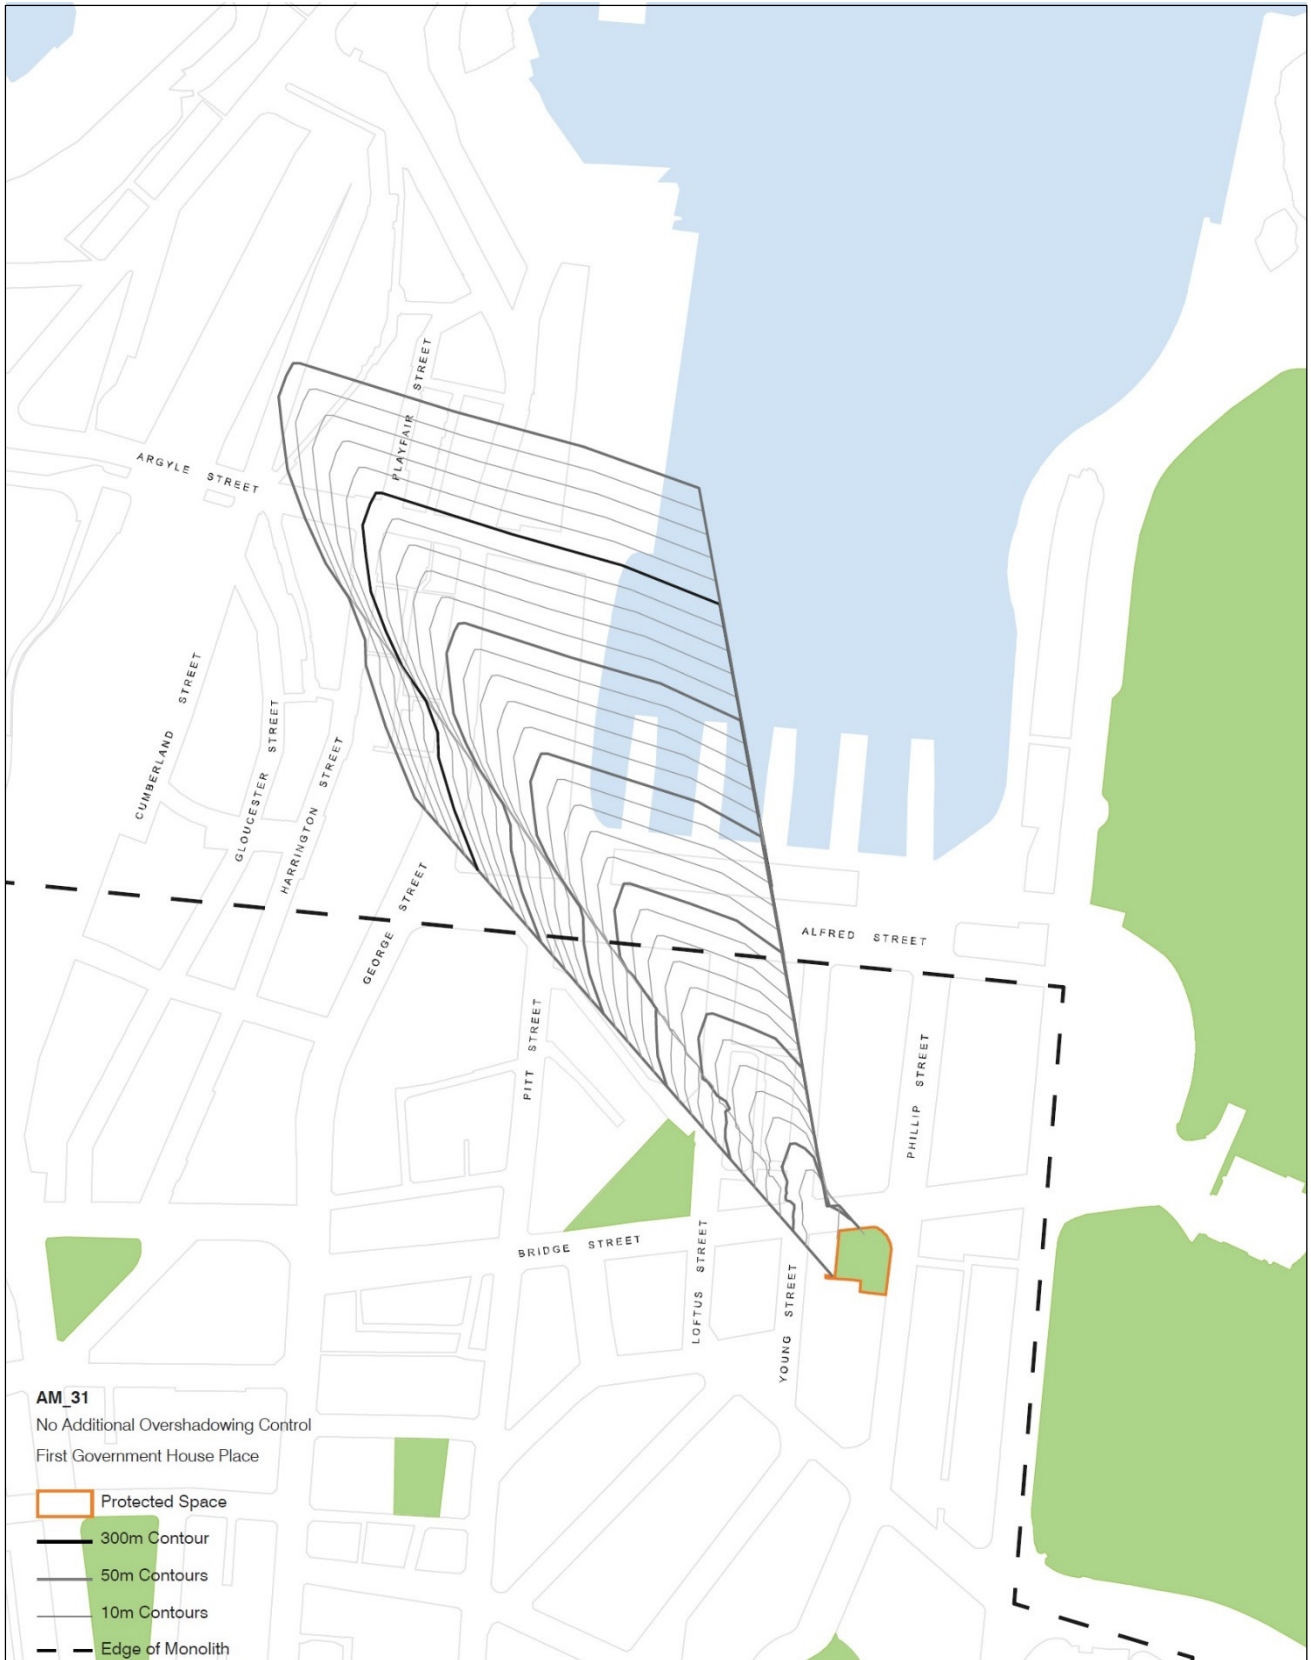 PLAYFAIR STREET
ARGYLE STREET
CUMBERLAND STREET
GLOUCESTER STREET
HARRINGTON STREET
GEORGE STREET
ALFRED STREET
PITT STREET
PHILLIP STREET
BRIDGE STREET
LOFTUS STREET
YOUNG STREET
AM_31
No Additional Overshadowing Control
First Government House Place
Protected Space
300m Contour
50m Contours
10m Contours
Edge of Monolith